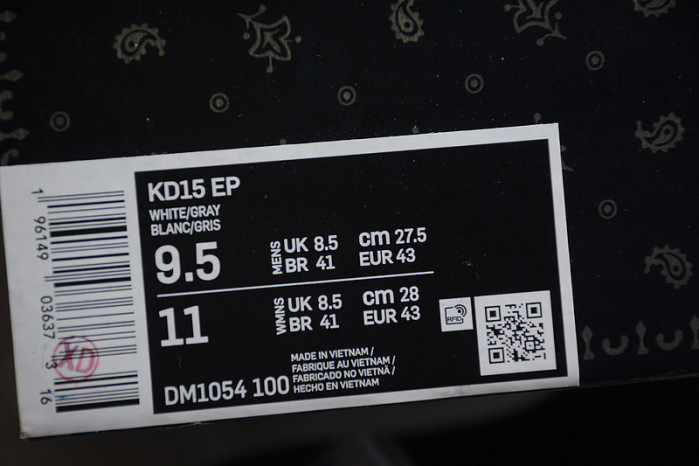 KD15 EP
WHITE/GRAY
BLANC/GRIS
9.5
MENS
UK 8.5
BR 41
cm 27.5
EUR 43
11
WMNS
UK 8.5
BR 41
cm 28
EUR 43
RFID
DM1054 100
MADE IN VIETNAM /
FABRIQUE AU VIETNAM /
FABRICADO NO VIETNÃ /
HECHO EN VIETNAM
1 96149 03637 3 16
XD